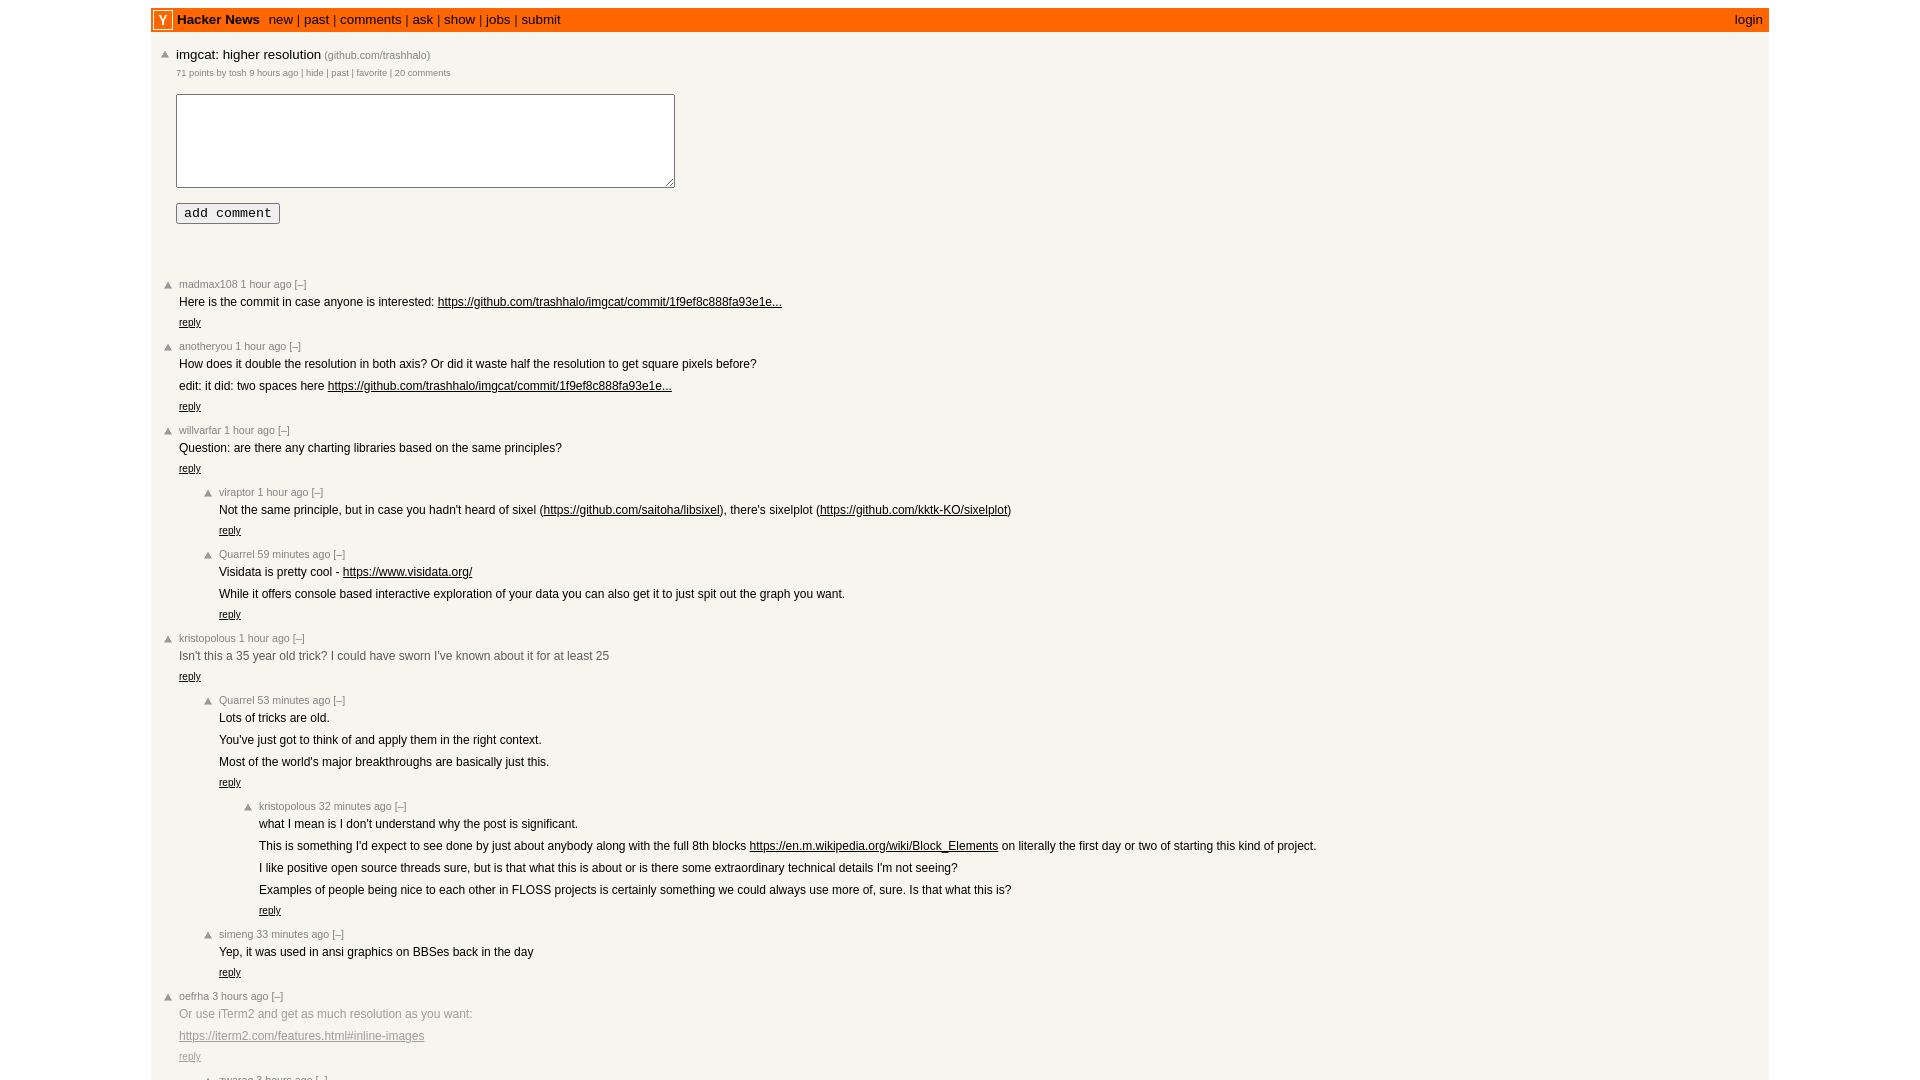 Y Hacker News new | past | comments | ask | show | jobs | submit login
imgcat: higher resolution (github.com/trashhalo)
71 points by tosh 9 hours ago | hide | past | favorite | 20 comments
add comment
madmax108 1 hour ago [–]
Here is the commit in case anyone is interested: https://github.com/trashhalo/imgcat/commit/1f9ef8c888fa93e1e...
reply
anotheryou 1 hour ago [–]
How does it double the resolution in both axis? Or did it waste half the resolution to get square pixels before?
edit: it did: two spaces here https://github.com/trashhalo/imgcat/commit/1f9ef8c888fa93e1e...
reply
willvarfar 1 hour ago [–]
Question: are there any charting libraries based on the same principles?
reply
viraptor 1 hour ago [–]
Not the same principle, but in case you hadn't heard of sixel (https://github.com/saitoha/libsixel), there's sixelplot (https://github.com/kktk-KO/sixelplot)
reply
Quarrel 59 minutes ago [–]
Visidata is pretty cool - https://www.visidata.org/
While it offers console based interactive exploration of your data you can also get it to just spit out the graph you want.
reply
kristopolous 1 hour ago [–]
Isn't this a 35 year old trick? I could have sworn I've known about it for at least 25
reply
Quarrel 53 minutes ago [–]
Lots of tricks are old.
You've just got to think of and apply them in the right context.
Most of the world's major breakthroughs are basically just this.
reply
kristopolous 32 minutes ago [–]
what I mean is I don't understand why the post is significant.
This is something I'd expect to see done by just about anybody along with the full 8th blocks https://en.m.wikipedia.org/wiki/Block_Elements on literally the first day or two of starting this kind of project.
I like positive open source threads sure, but is that what this is about or is there some extraordinary technical details I'm not seeing?
Examples of people being nice to each other in FLOSS projects is certainly something we could always use more of, sure. Is that what this is?
reply
simeng 33 minutes ago [–]
Yep, it was used in ansi graphics on BBSes back in the day
reply
oefrha 3 hours ago [–]
Or use iTerm2 and get as much resolution as you want:
https://iterm2.com/features.html#inline-images
reply
zwarag 3 hours ago [–]